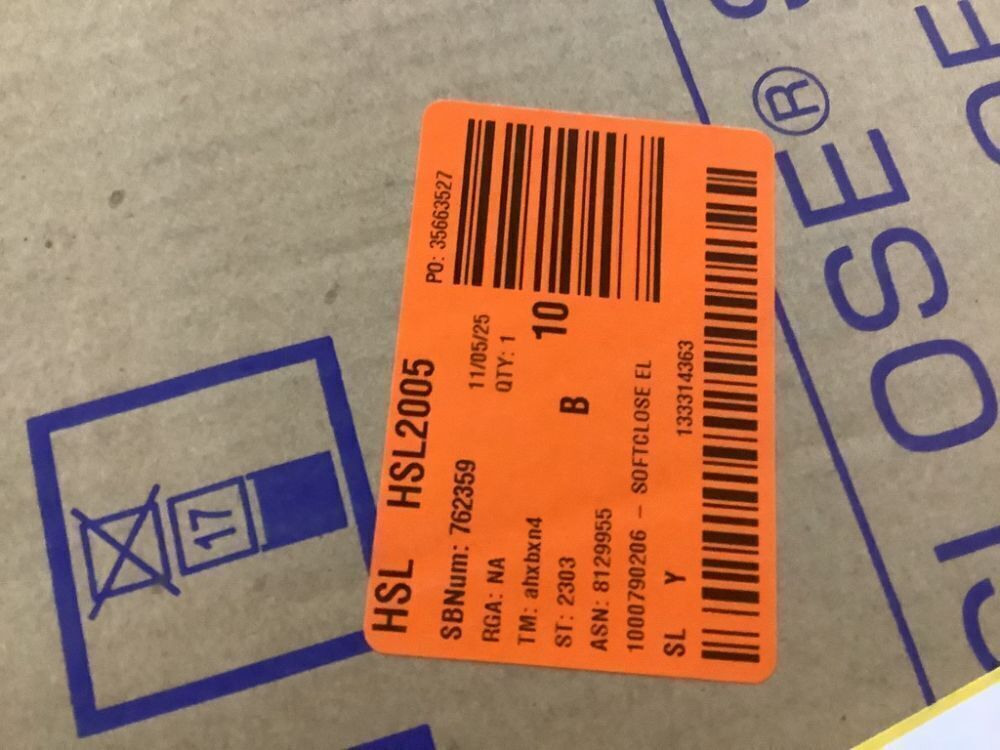 HSL HSL2005 PO: 35663527
SBNum: 762359 11/05/25
RGA: NA QTY: 1
TM: ahxbxn4 10
ST: 2303 B
ASN: 8129955
1000790206 - SOFTCLOSE EL
SL Y 133314363
17
CLOSE®